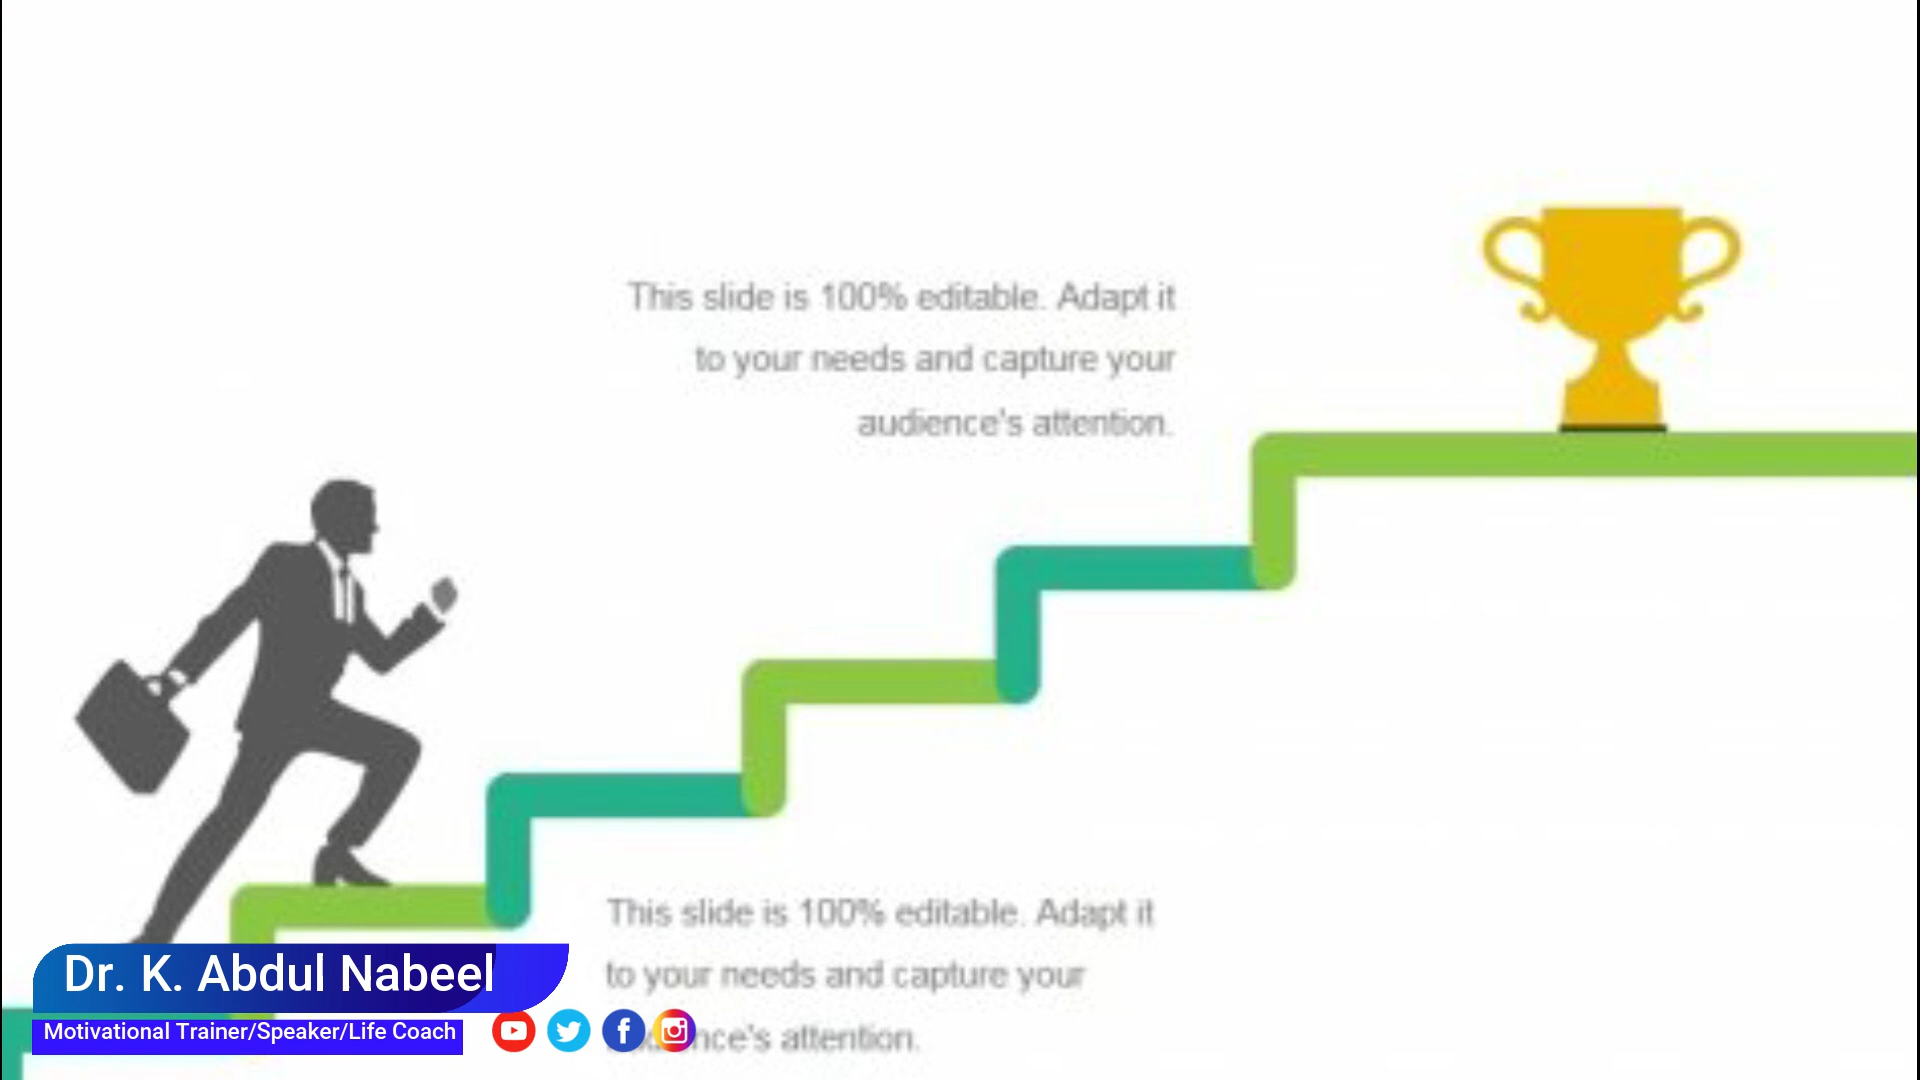 This slide is 100% editable. Adapt it
to your needs and capture your
audience's attention.
This slide is 100% editable. Adapt it
to your needs and capture your
audience's attention.
Dr. K. Abdul Nabeel
Motivational Trainer/Speaker/Life Coach